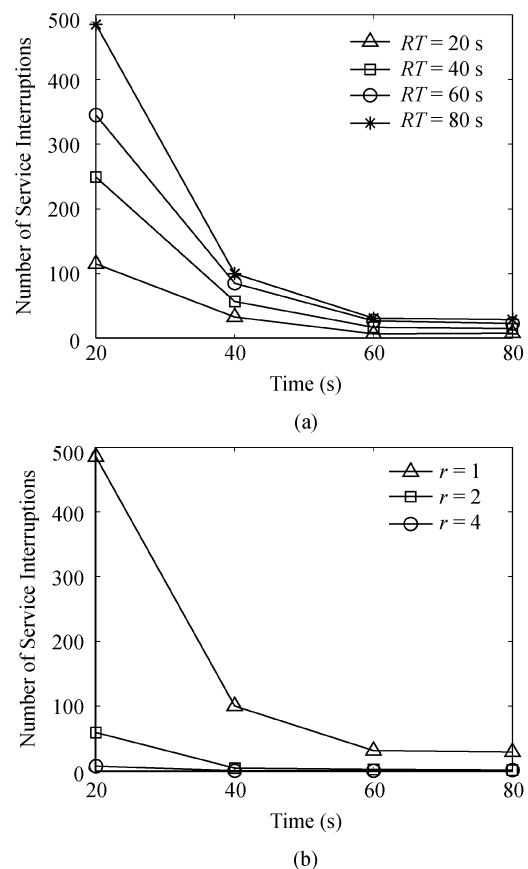 500
400
300
200
100
0
Number of Service Interruptions
RT = 20 s
RT = 40 s
RT = 60 s
RT = 80 s
20 40 60 80
Time (s)
(a)
500
400
300
200
100
0
Number of Service Interruptions
r = 1
r = 2
r = 4
20 40 60 80
Time (s)
(b)